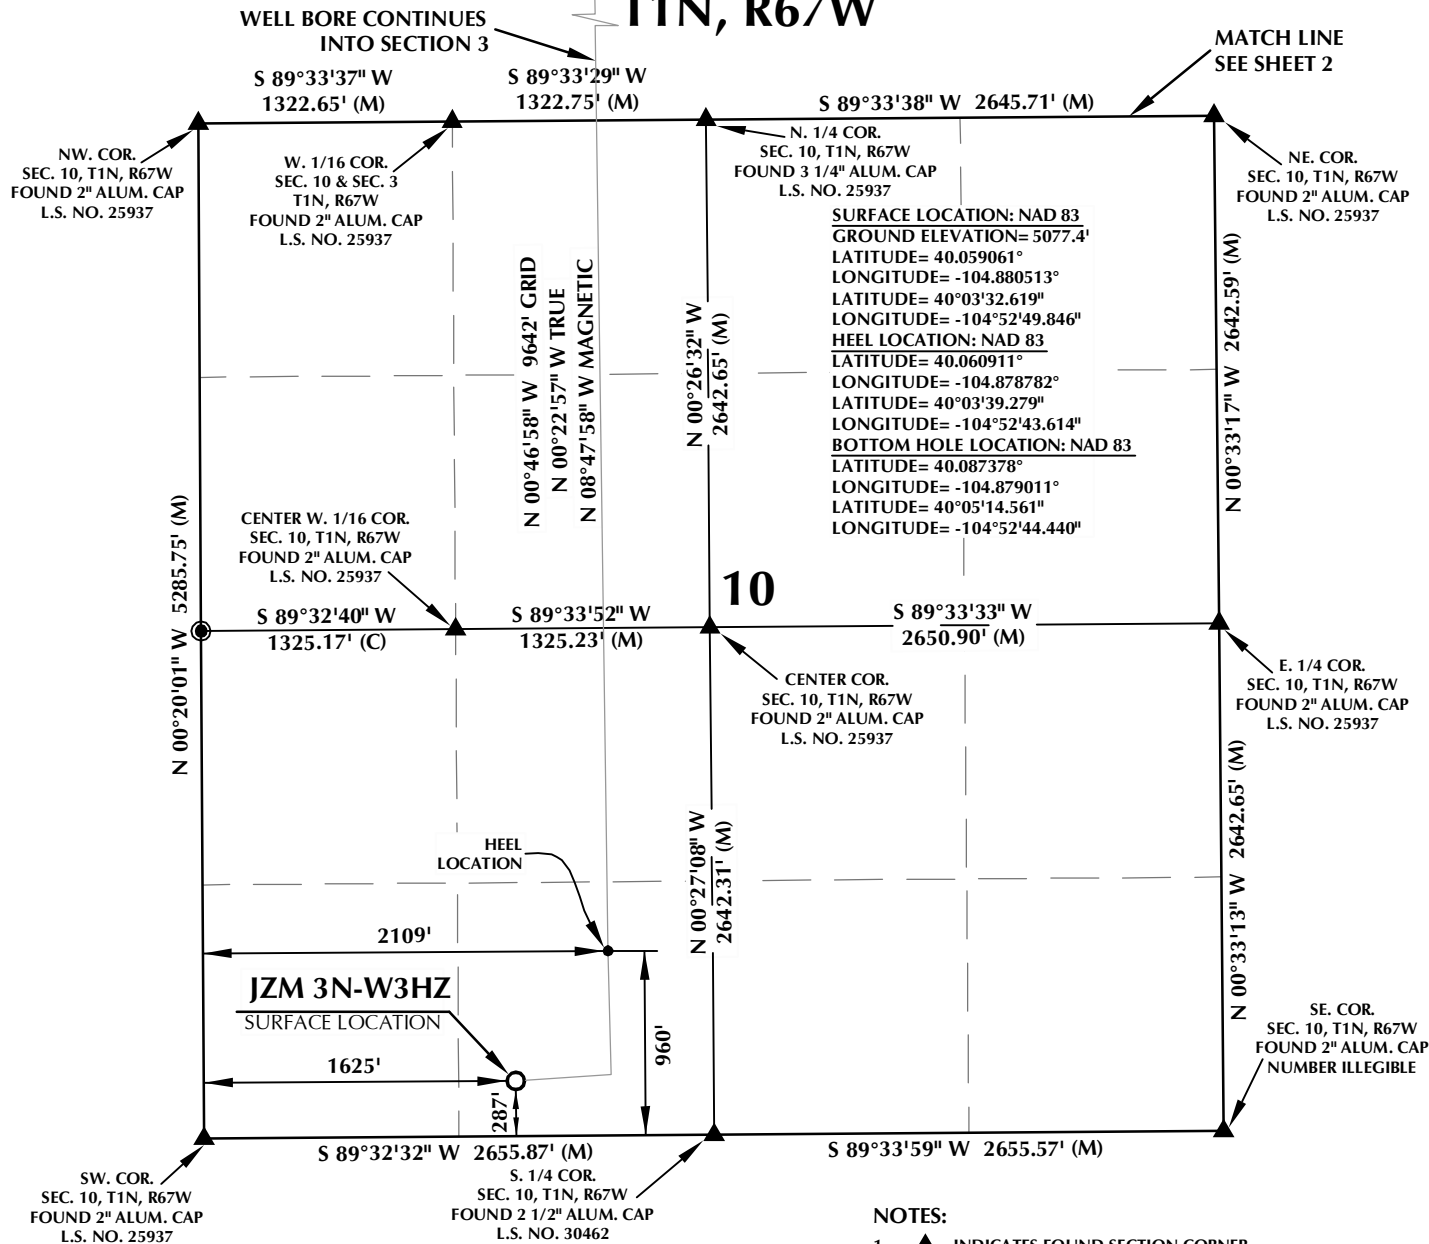 T1N, R67W
WELL BORE CONTINUES
INTO SECTION 3
MATCH LINE
SEE SHEET 2
S 89°33'37" W
1322.65' (M)
S 89°33'29" W
1322.75' (M)
S 89°33'38" W 2645.71' (M)
NW. COR.
SEC. 10, T1N, R67W
FOUND 2" ALUM. CAP
L.S. NO. 25937
W. 1/16 COR.
SEC. 10 & SEC. 3
T1N, R67W
FOUND 2" ALUM. CAP
L.S. NO. 25937
N. 1/4 COR.
SEC. 10, T1N, R67W
FOUND 3 1/4" ALUM. CAP
L.S. NO. 25937
NE. COR.
SEC. 10, T1N, R67W
FOUND 2" ALUM. CAP
L.S. NO. 25937
SURFACE LOCATION: NAD 83
GROUND ELEVATION= 5077.4'
LATITUDE= 40.059061°
LONGITUDE= -104.880513°
LATITUDE= 40°03'32.619"
LONGITUDE= -104°52'49.846"
HEEL LOCATION: NAD 83
LATITUDE= 40.060911°
LONGITUDE= -104.878782°
LATITUDE= 40°03'39.279"
LONGITUDE= -104°52'43.614"
BOTTOM HOLE LOCATION: NAD 83
LATITUDE= 40.087378°
LONGITUDE= -104.879011°
LATITUDE= 40°05'14.561"
LONGITUDE= -104°52'44.440"
N 00°46'58" W 9642' GRID
N 00°22'57" W TRUE
N 08°47'58" W MAGNETIC
N 00°26'32" W
2642.65' (M)
N 00°33'17" W 2642.59' (M)
N 00°20'01" W 5285.75' (M)
CENTER W. 1/16 COR.
SEC. 10, T1N, R67W
FOUND 2" ALUM. CAP
L.S. NO. 25937
10
S 89°32'40" W
1325.17' (C)
S 89°33'52" W
1325.23' (M)
S 89°33'33" W
2650.90' (M)
CENTER COR.
SEC. 10, T1N, R67W
FOUND 2" ALUM. CAP
L.S. NO. 25937
E. 1/4 COR.
SEC. 10, T1N, R67W
FOUND 2" ALUM. CAP
L.S. NO. 25937
N 00°27'08" W
2642.31' (M)
N 00°33'13" W 2642.65' (M)
HEEL
LOCATION
2109'
JZM 3N-W3HZ
SURFACE LOCATION
1625'
287'
960'
SE. COR.
SEC. 10, T1N, R67W
FOUND 2" ALUM. CAP
NUMBER ILLEGIBLE
S 89°32'32" W 2655.87' (M)
S 89°33'59" W 2655.57' (M)
SW. COR.
SEC. 10, T1N, R67W
FOUND 2" ALUM. CAP
L.S. NO. 25937
S. 1/4 COR.
SEC. 10, T1N, R67W
FOUND 2 1/2" ALUM. CAP
L.S. NO. 30462
NOTES:
1. INDICATES FOUND SECTION CORNER